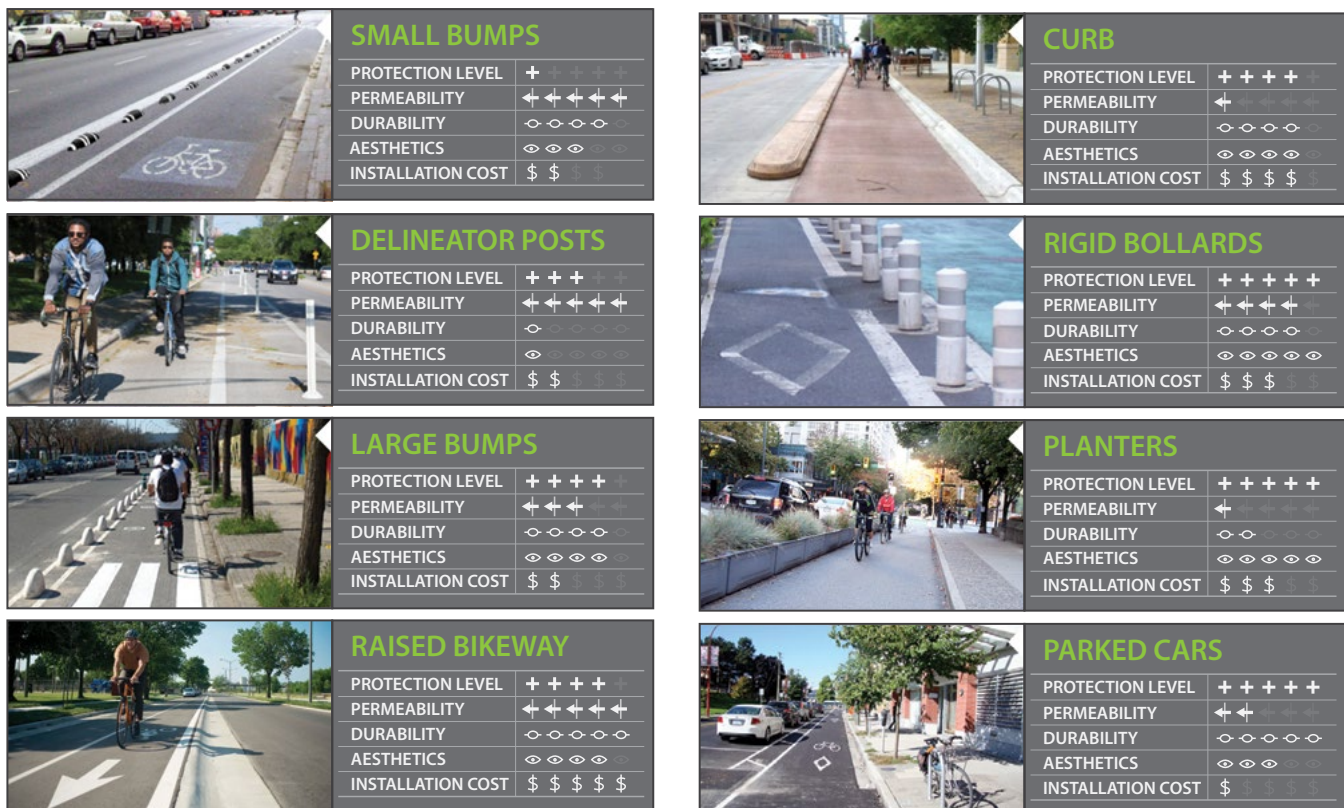 SMALL BUMPS
PROTECTION LEVEL +
PERMEABILITY
DURABILITY
AESTHETICS
INSTALLATION COST $ $
DELINEATOR POSTS
PROTECTION LEVEL + + +
PERMEABILITY
DURABILITY
AESTHETICS
INSTALLATION COST $ $
LARGE BUMPS
PROTECTION LEVEL + + + +
PERMEABILITY
DURABILITY
AESTHETICS
INSTALLATION COST $ $
RAISED BIKEWAY
PROTECTION LEVEL + + + +
PERMEABILITY
DURABILITY
AESTHETICS
INSTALLATION COST $ $ $ $ $
CURB
PROTECTION LEVEL + + + +
PERMEABILITY
DURABILITY
AESTHETICS
INSTALLATION COST $ $ $ $
RIGID BOLLARDS
PROTECTION LEVEL + + + + +
PERMEABILITY
DURABILITY
AESTHETICS
INSTALLATION COST $ $ $
PLANTERS
PROTECTION LEVEL + + + + +
PERMEABILITY
DURABILITY
AESTHETICS
INSTALLATION COST $ $ $
PARKED CARS
PROTECTION LEVEL + + + + +
PERMEABILITY
DURABILITY
AESTHETICS
INSTALLATION COST $